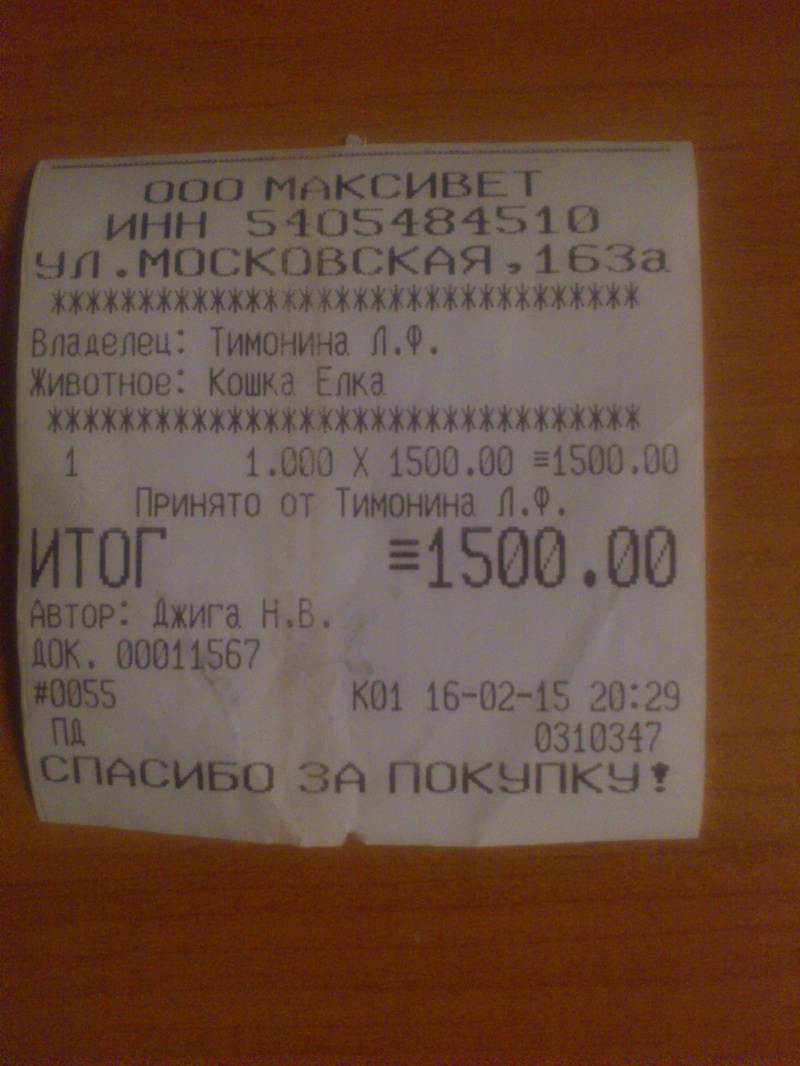 ООО МАКСИВЕТ
ИНН 5405484510
УЛ.МОСКОВСКАЯ,163а
*********************************
Владелец: Тимонина Л.Ф.
Животное: Кошка Елка
*********************************
1 1.000 X 1500.00 ≡1500.00
Принято от Тимонина Л.Ф.
ИТОГ ≡1500.00
Автор: Джига Н.В.
ДОК. 00011567
#0055 К01 16-02-15 20:29
ПД 0310347
СПАСИБО ЗА ПОКУПКУ!